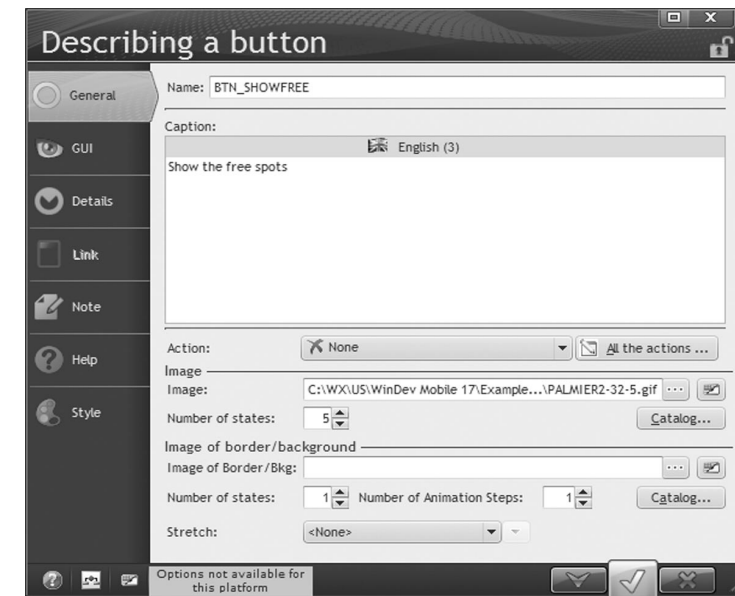 Describing a button
General
GUI
Details
Link
Note
Help
Style
Name: BTN_SHOWFREE
Caption:
English (3)
Show the free spots
Action: None All the actions ...
Image
Image: C:\WX\US\WinDev Mobile 17\Example...\PALMIER2-32-5.gif ...
Number of states: 5 Catalog...
Image of border/background
Image of Border/Bkg: ...
Number of states: 1 Number of Animation Steps: 1 Catalog...
Stretch: <None>
Options not available for
this platform